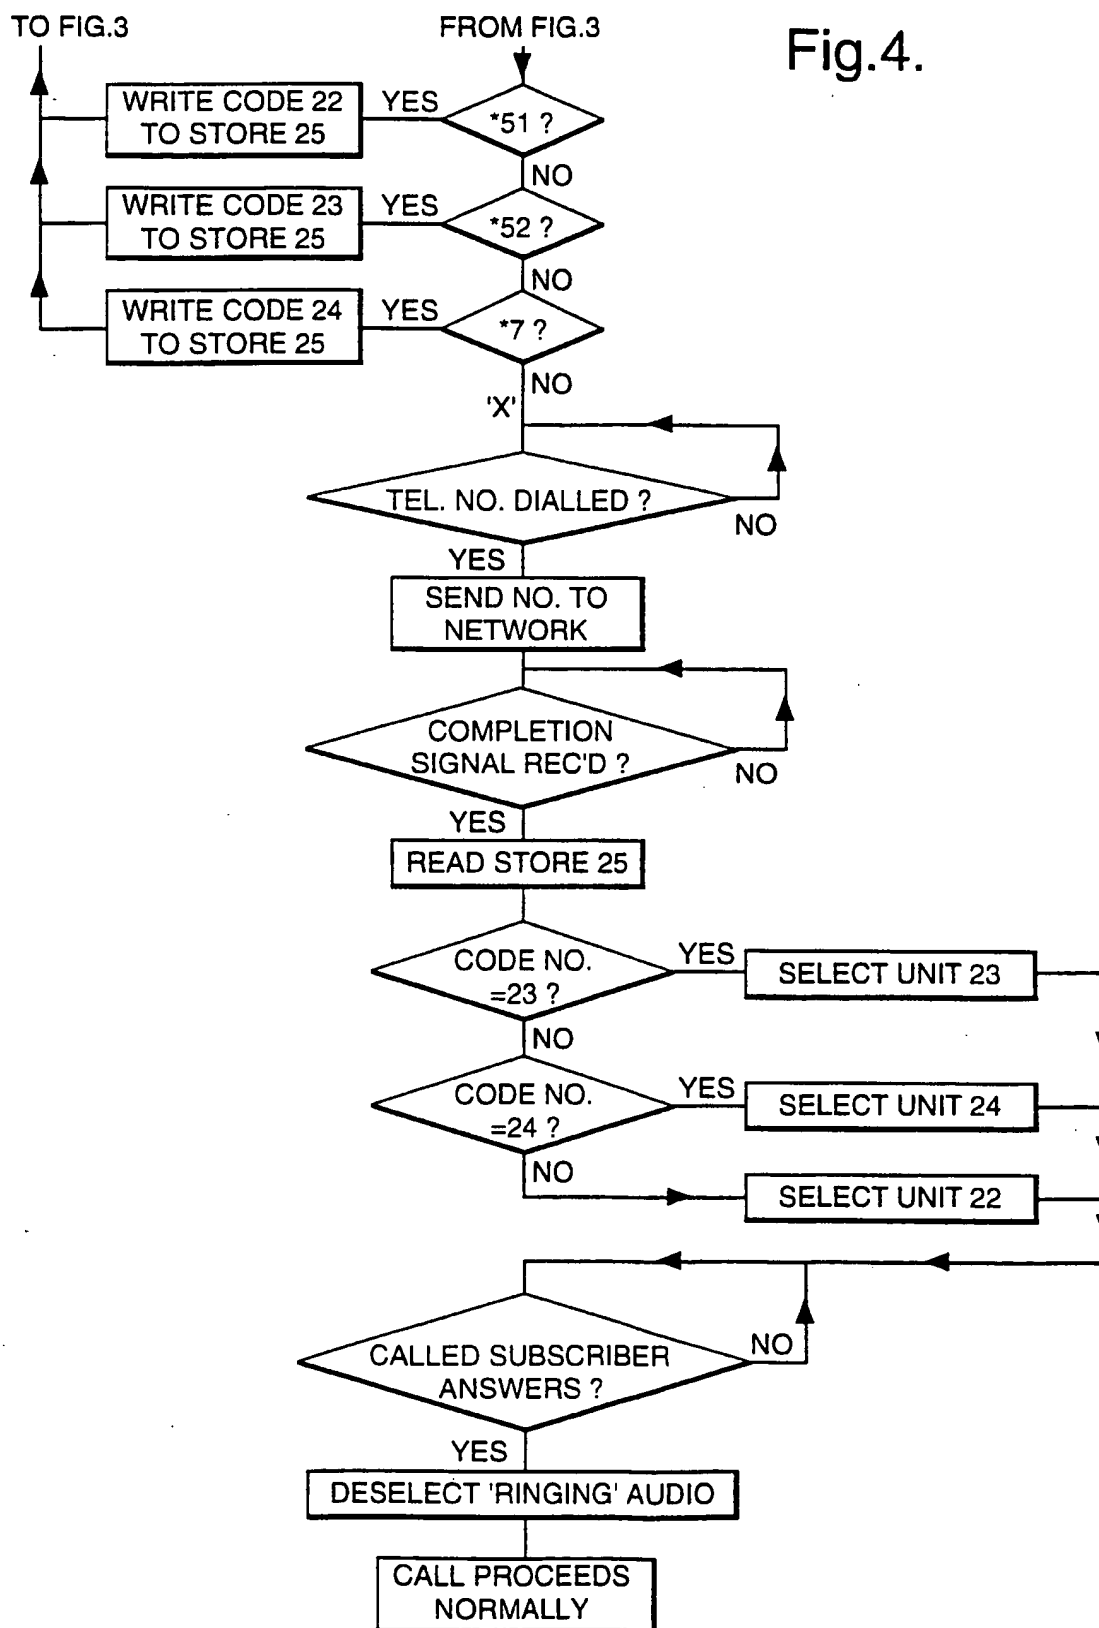 TO FIG.3
FROM FIG.3
Fig.4.
WRITE CODE 22
TO STORE 25
YES
*51 ?
NO
WRITE CODE 23
TO STORE 25
YES
*52 ?
NO
WRITE CODE 24
TO STORE 25
YES
*7 ?
NO
'X'
TEL. NO. DIALLED ?
NO
YES
SEND NO. TO
NETWORK
COMPLETION
SIGNAL REC'D ?
NO
YES
READ STORE 25
CODE NO.
=23 ?
YES
SELECT UNIT 23
NO
CODE NO.
=24 ?
YES
SELECT UNIT 24
NO
SELECT UNIT 22
CALLED SUBSCRIBER
ANSWERS ?
NO
YES
DESELECT 'RINGING' AUDIO
CALL PROCEEDS
NORMALLY